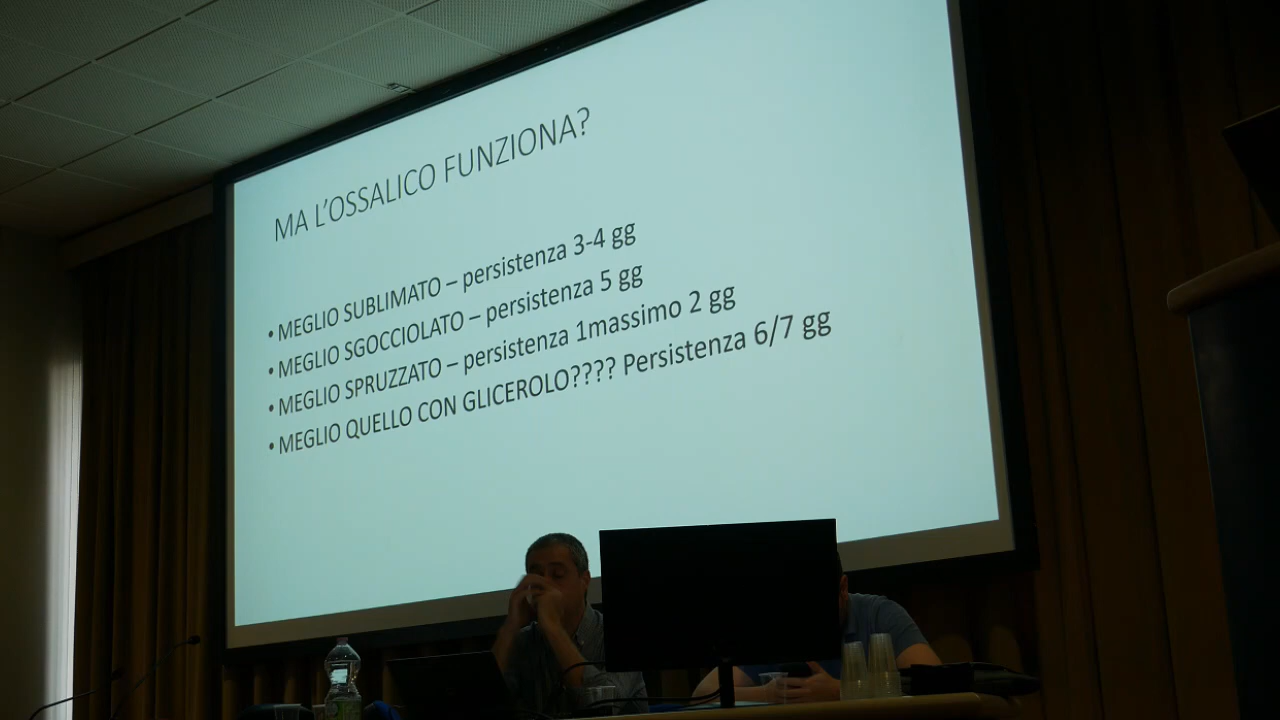 MA L'OSSALICO FUNZIONA?
• MEGLIO SUBLIMATO – persistenza 3-4 gg
• MEGLIO SGOCCIOLATO – persistenza 5 gg
• MEGLIO SPRUZZATO – persistenza 1massimo 2 gg
• MEGLIO QUELLO CON GLICEROLO???? Persistenza 6/7 gg